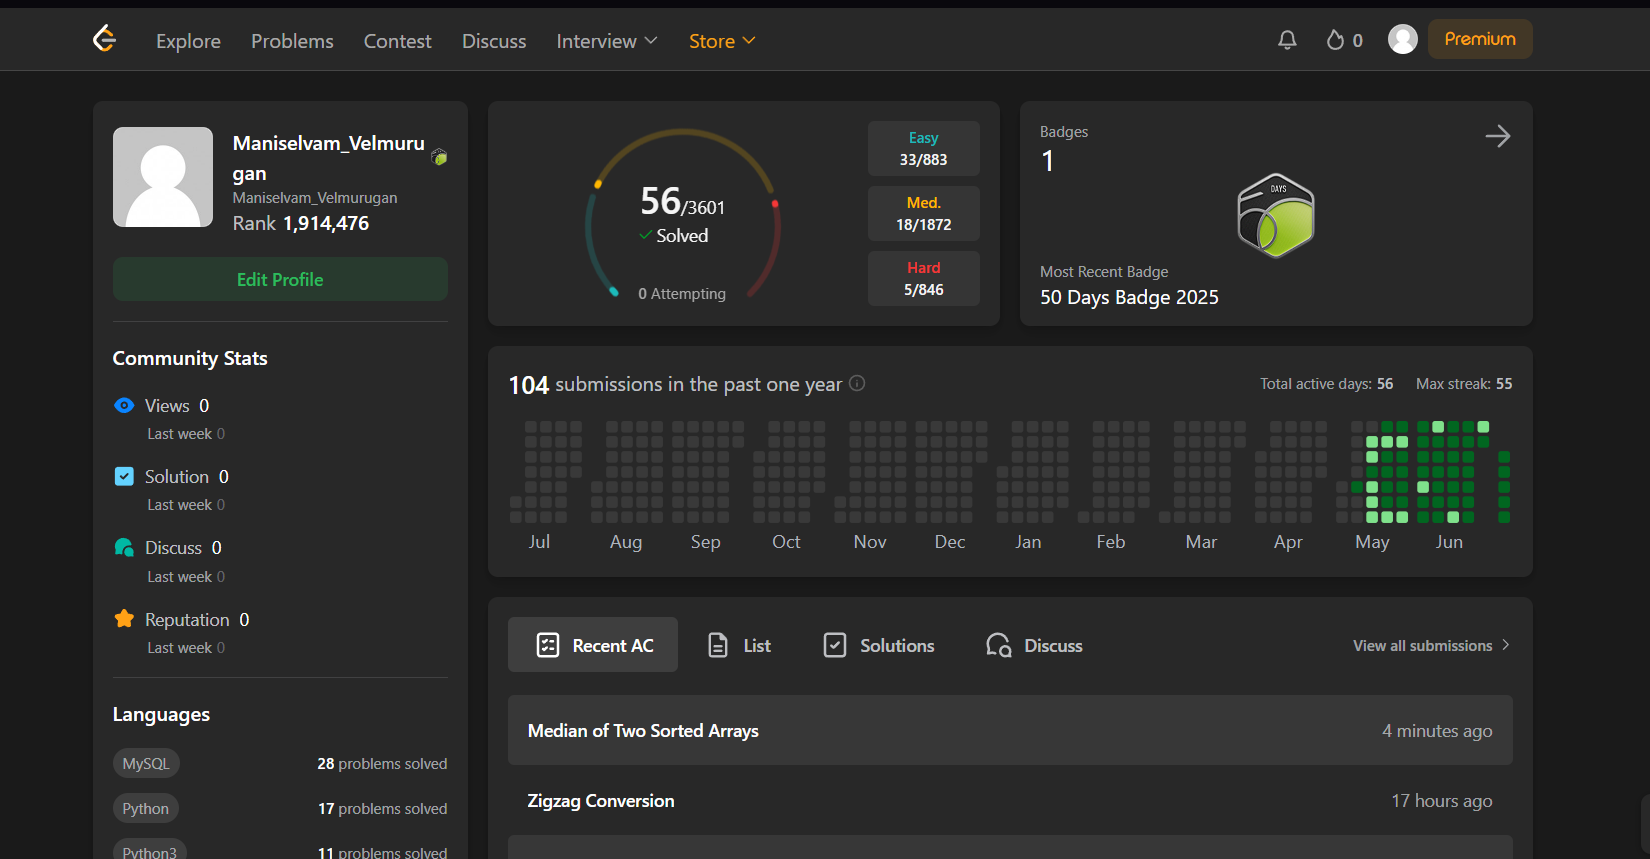 Explore Problems Contest Discuss Interview Store 0 Premium
Maniselvam_Velmuru
gan
Maniselvam_Velmurugan
Rank 1,914,476
Edit Profile
Community Stats
Views 0
Last week 0
Solution 0
Last week 0
Discuss 0
Last week 0
Reputation 0
Last week 0
Languages
MySQL 28 problems solved
Python 17 problems solved
Python3 11 problems solved
56/3601
Solved
0 Attempting
Easy
33/883
Med.
18/1872
Hard
5/846
Badges
1
DAYS
Most Recent Badge
50 Days Badge 2025
104 submissions in the past one year Total active days: 56 Max streak: 55
Jul Aug Sep Oct Nov Dec Jan Feb Mar Apr May Jun
Recent AC List Solutions Discuss View all submissions
Median of Two Sorted Arrays 4 minutes ago
Zigzag Conversion 17 hours ago